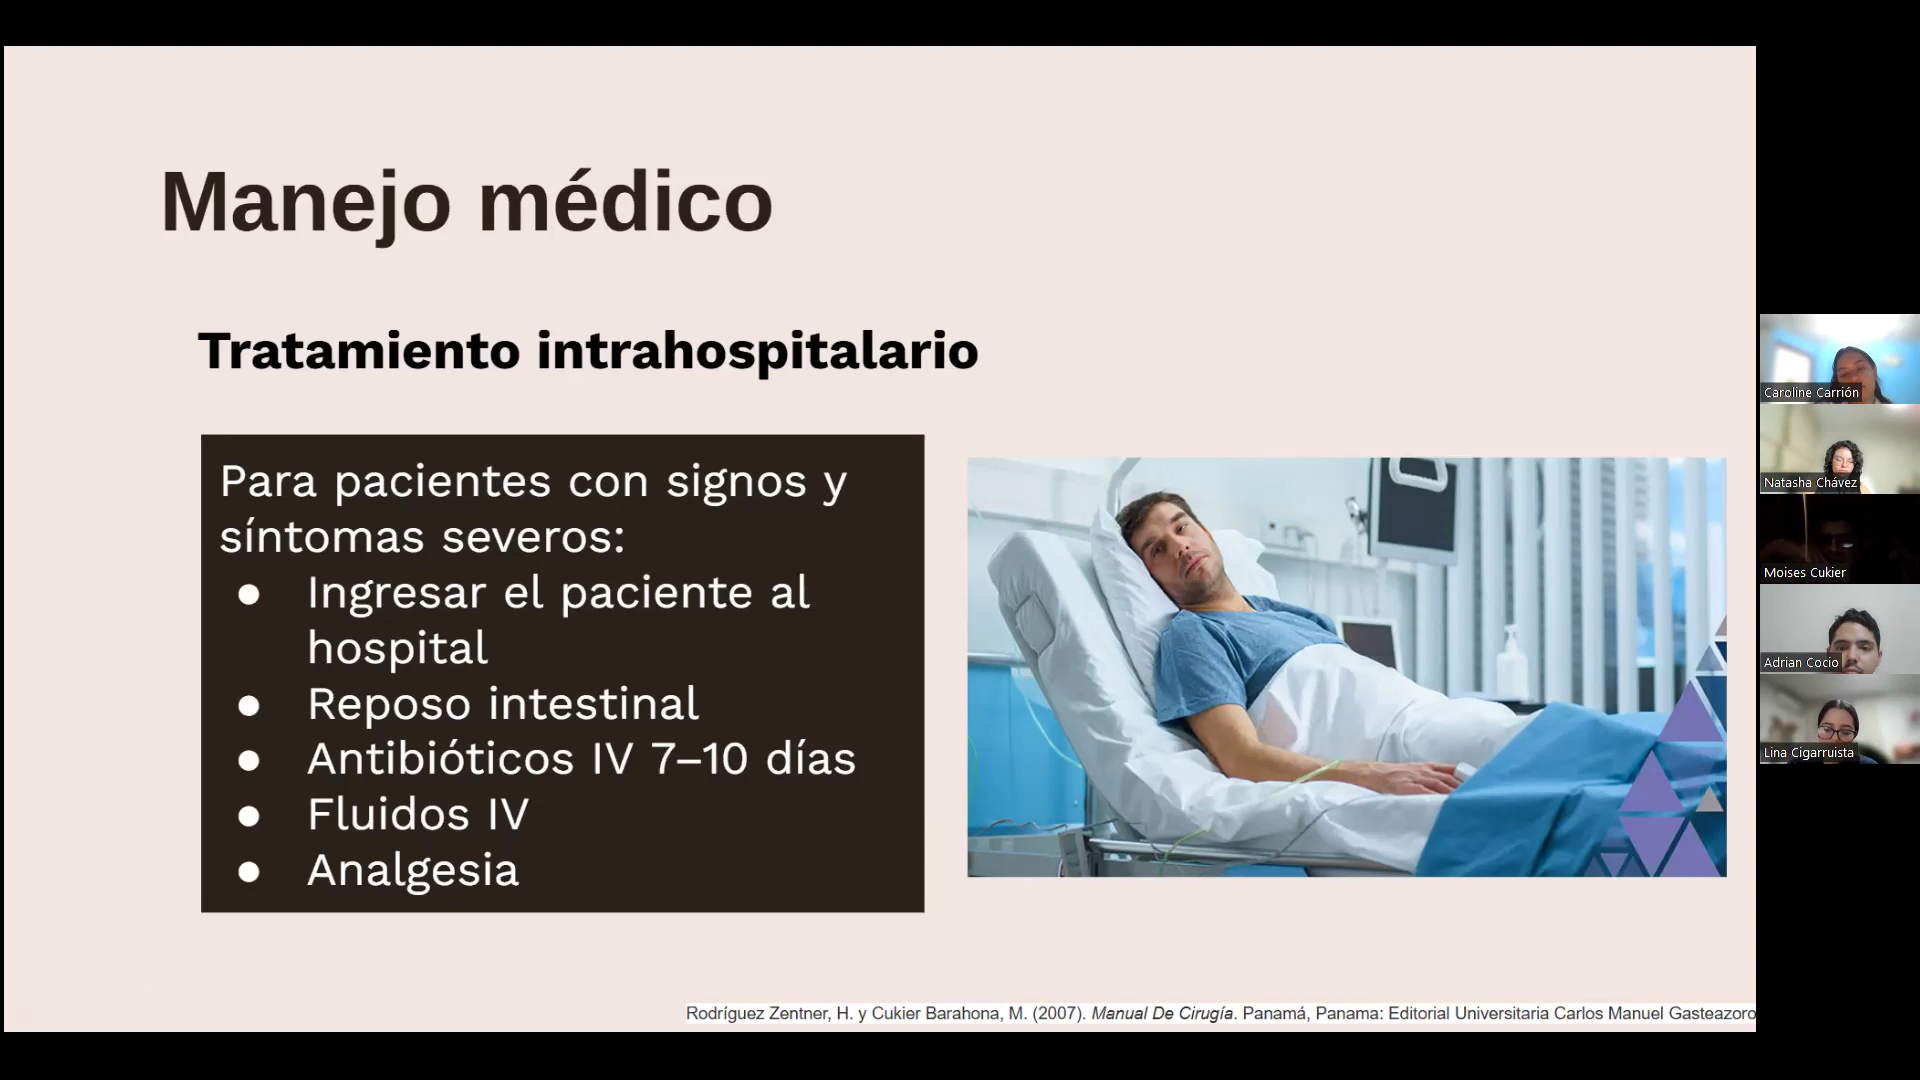 Manejo médico
Tratamiento intrahospitalario
Para pacientes con signos y
síntomas severos:
● Ingresar el paciente al
hospital
● Reposo intestinal
● Antibióticos IV 7–10 días
● Fluidos IV
● Analgesia
Rodríguez Zentner, H. y Cukier Barahona, M. (2007). Manual De Cirugía. Panamá, Panama: Editorial Universitaria Carlos Manuel Gasteazoro
Caroline Carrión
Natasha Chávez
Moises Cukier
Adrian Cocio
Lina Cigarruista